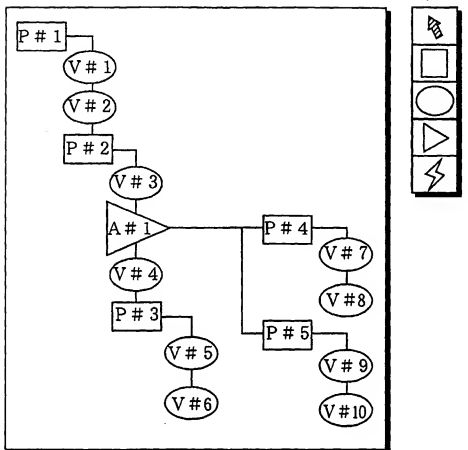 P # 1
V # 1
V # 2
P # 2
V # 3
A # 1
P # 4
V # 7
V # 4
V #8
P # 3
P # 5
V # 5
V # 9
V #6
V #10